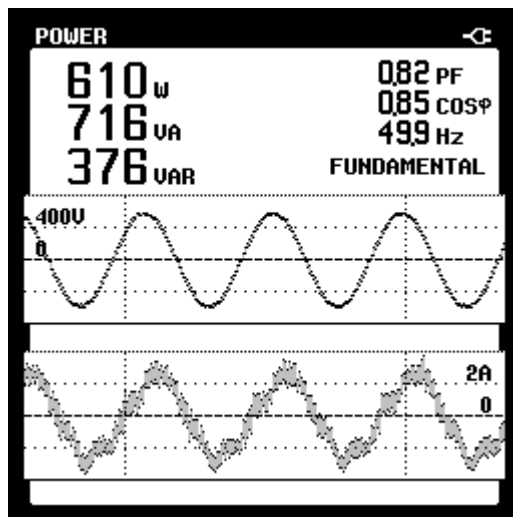 POWER
610 W
716 VA
376 VAR
0,82 PF
0,85 COSφ
49,9 Hz
FUNDAMENTAL
400V
0
2A
0